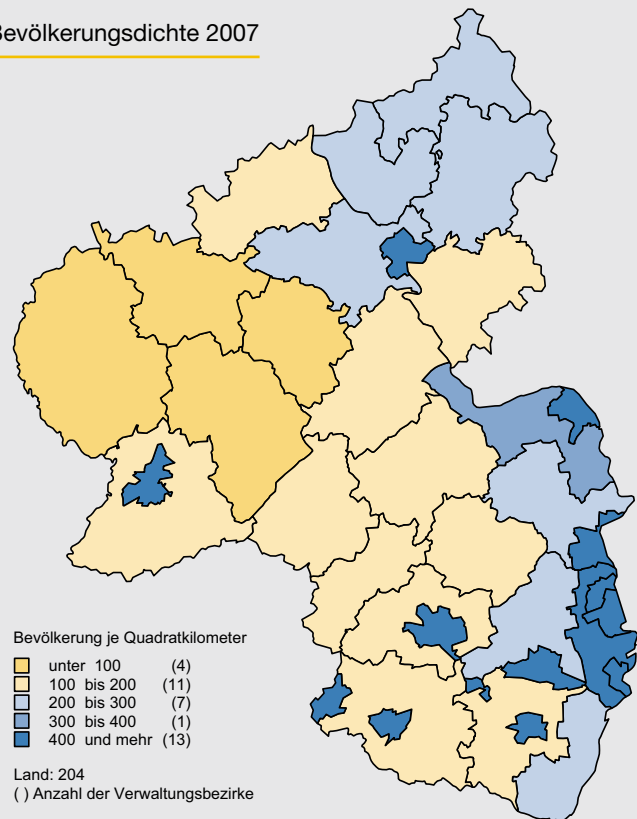 Bevölkerungsdichte 2007
Bevölkerung je Quadratkilometer
unter 100 (4)
100 bis 200 (11)
200 bis 300 (7)
300 bis 400 (1)
400 und mehr (13)
Land: 204
( ) Anzahl der Verwaltungsbezirke